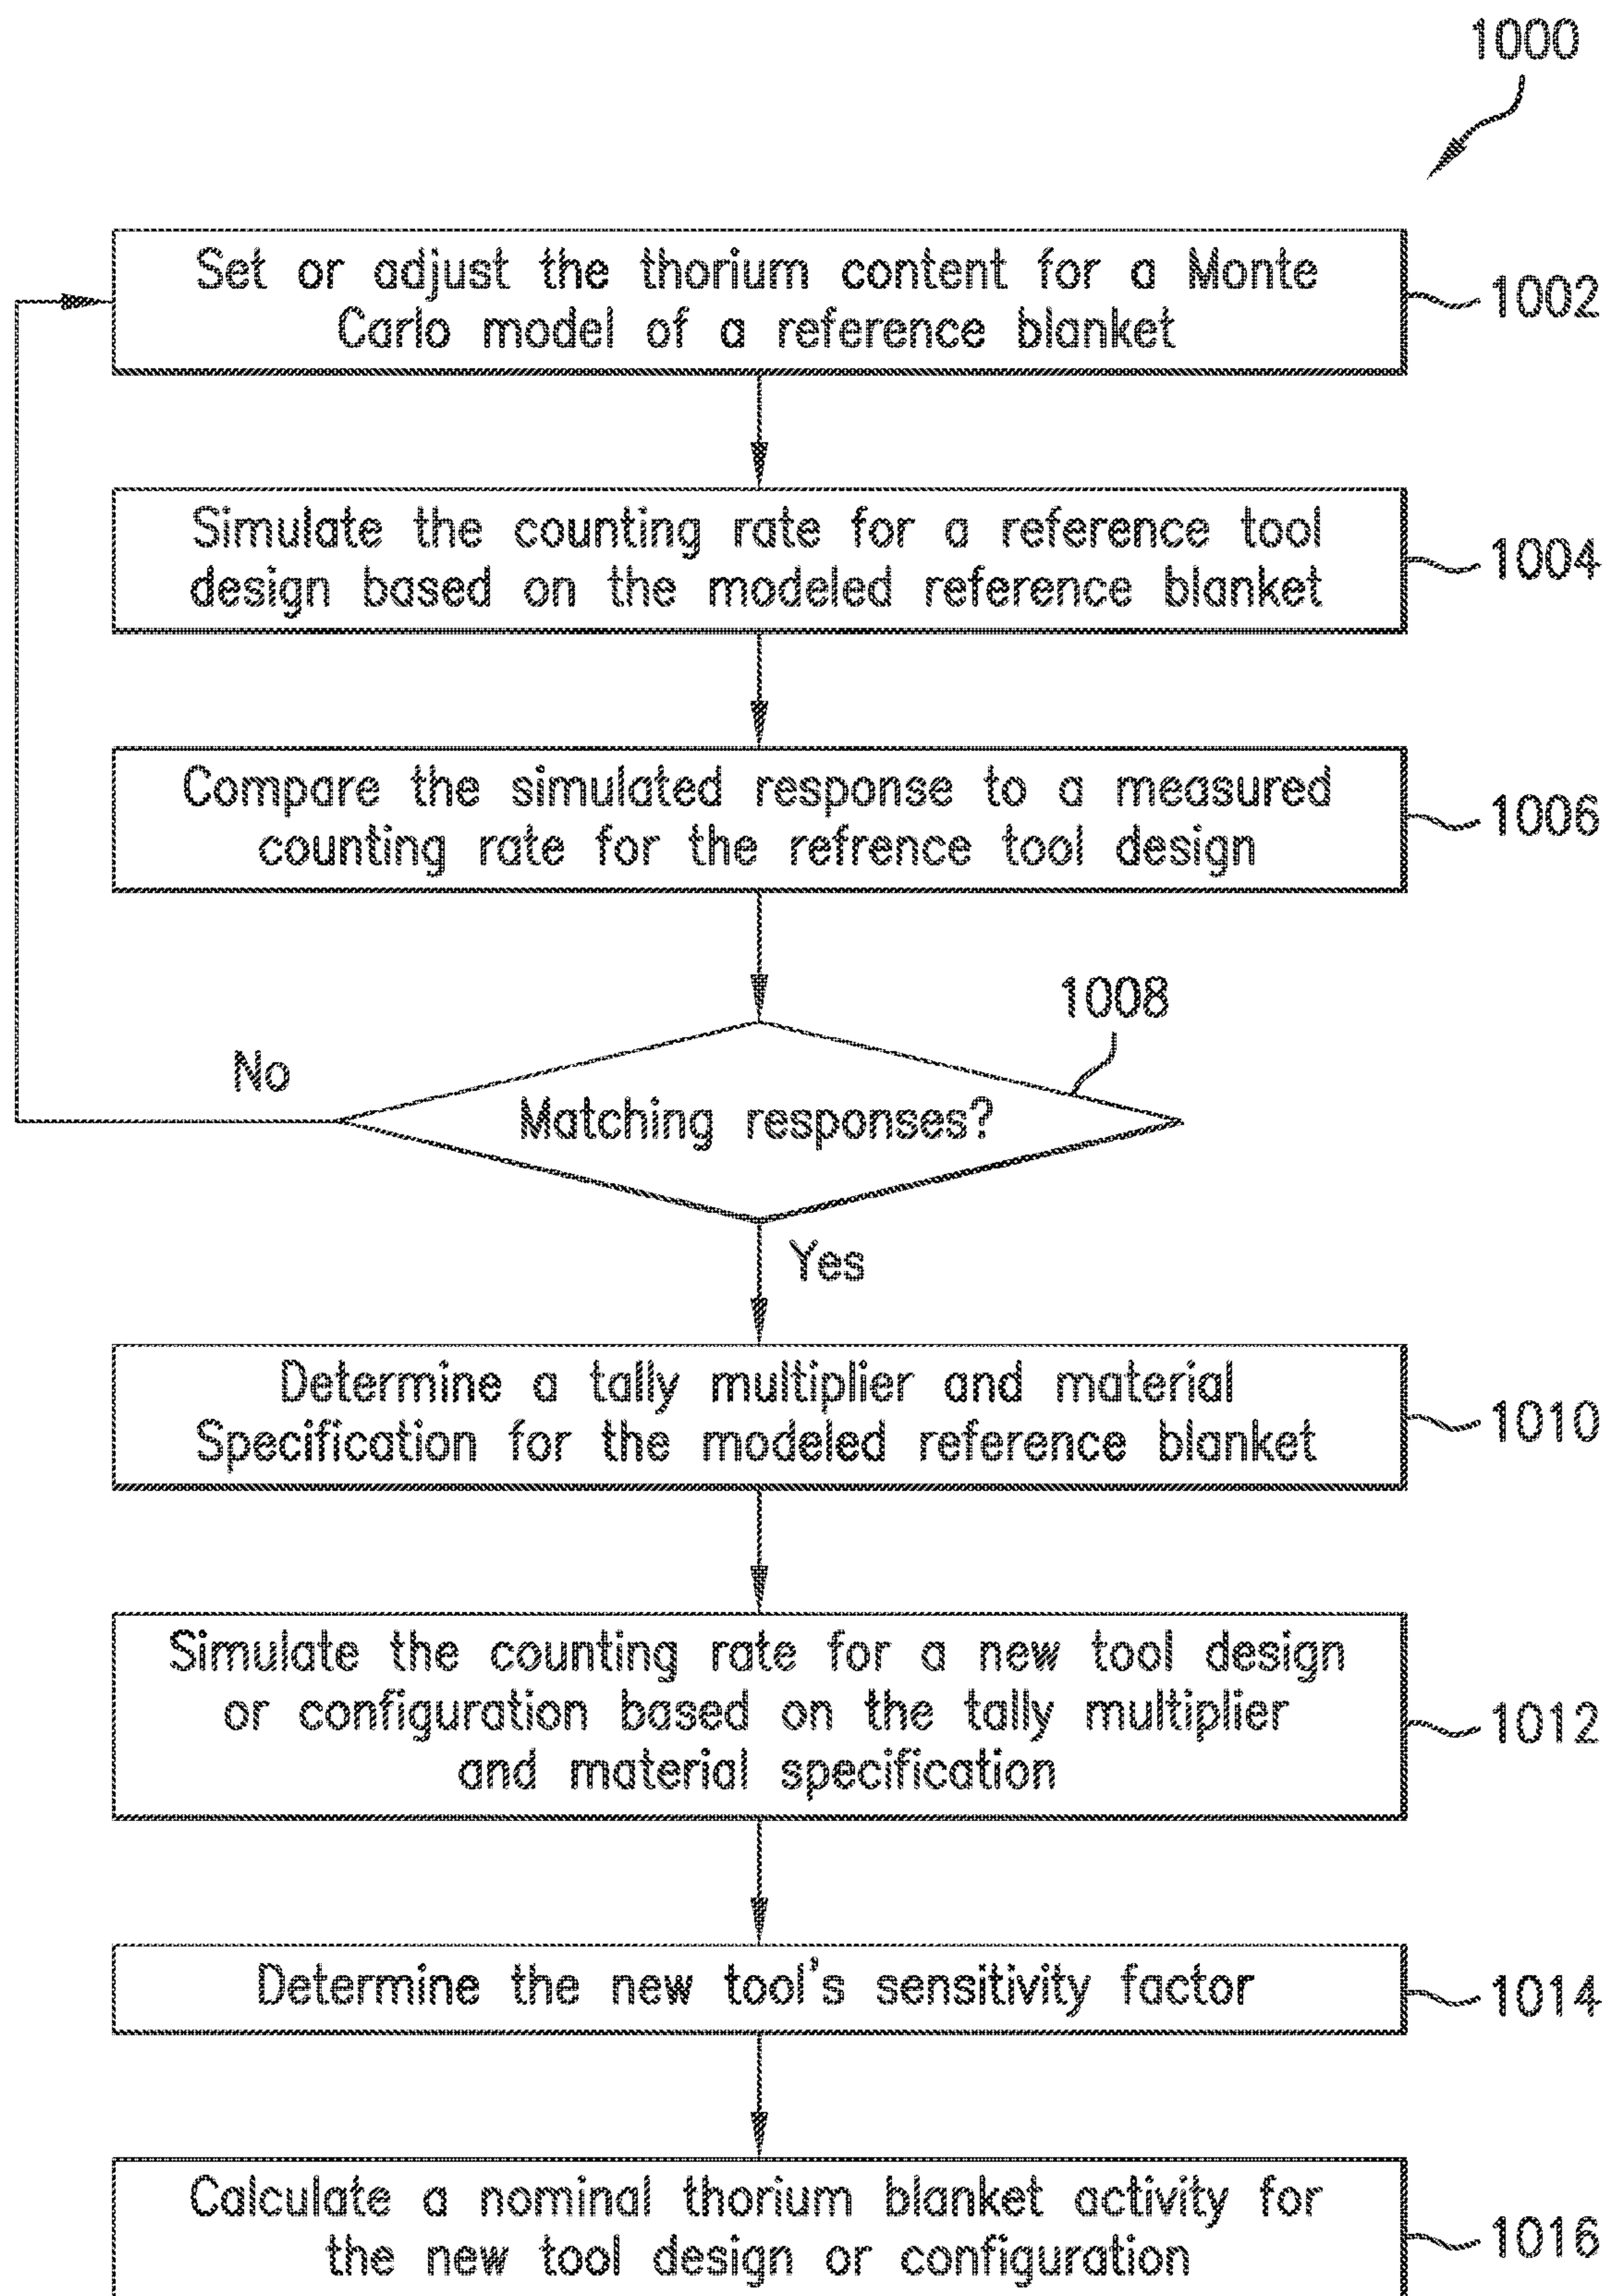 1000
Set or adjust the thorium content for a Monte
Carlo model of a reference blanket
1002
Simulate the counting rate for a reference tool
design based on the modeled reference blanket
1004
Compare the simulated response to a measured
counting rate for the refrence tool design
1006
1008
No
Matching responses?
Yes
Determine a tally multiplier and material
Specification for the modeled reference blanket
1010
Simulate the counting rate for a new tool design
or configuration based on the tally multiplier
and material specification
1012
Determine the new tool's sensitivity factor
1014
Calculate a nominal thorium blanket activity for
the new tool design or configuration
1016